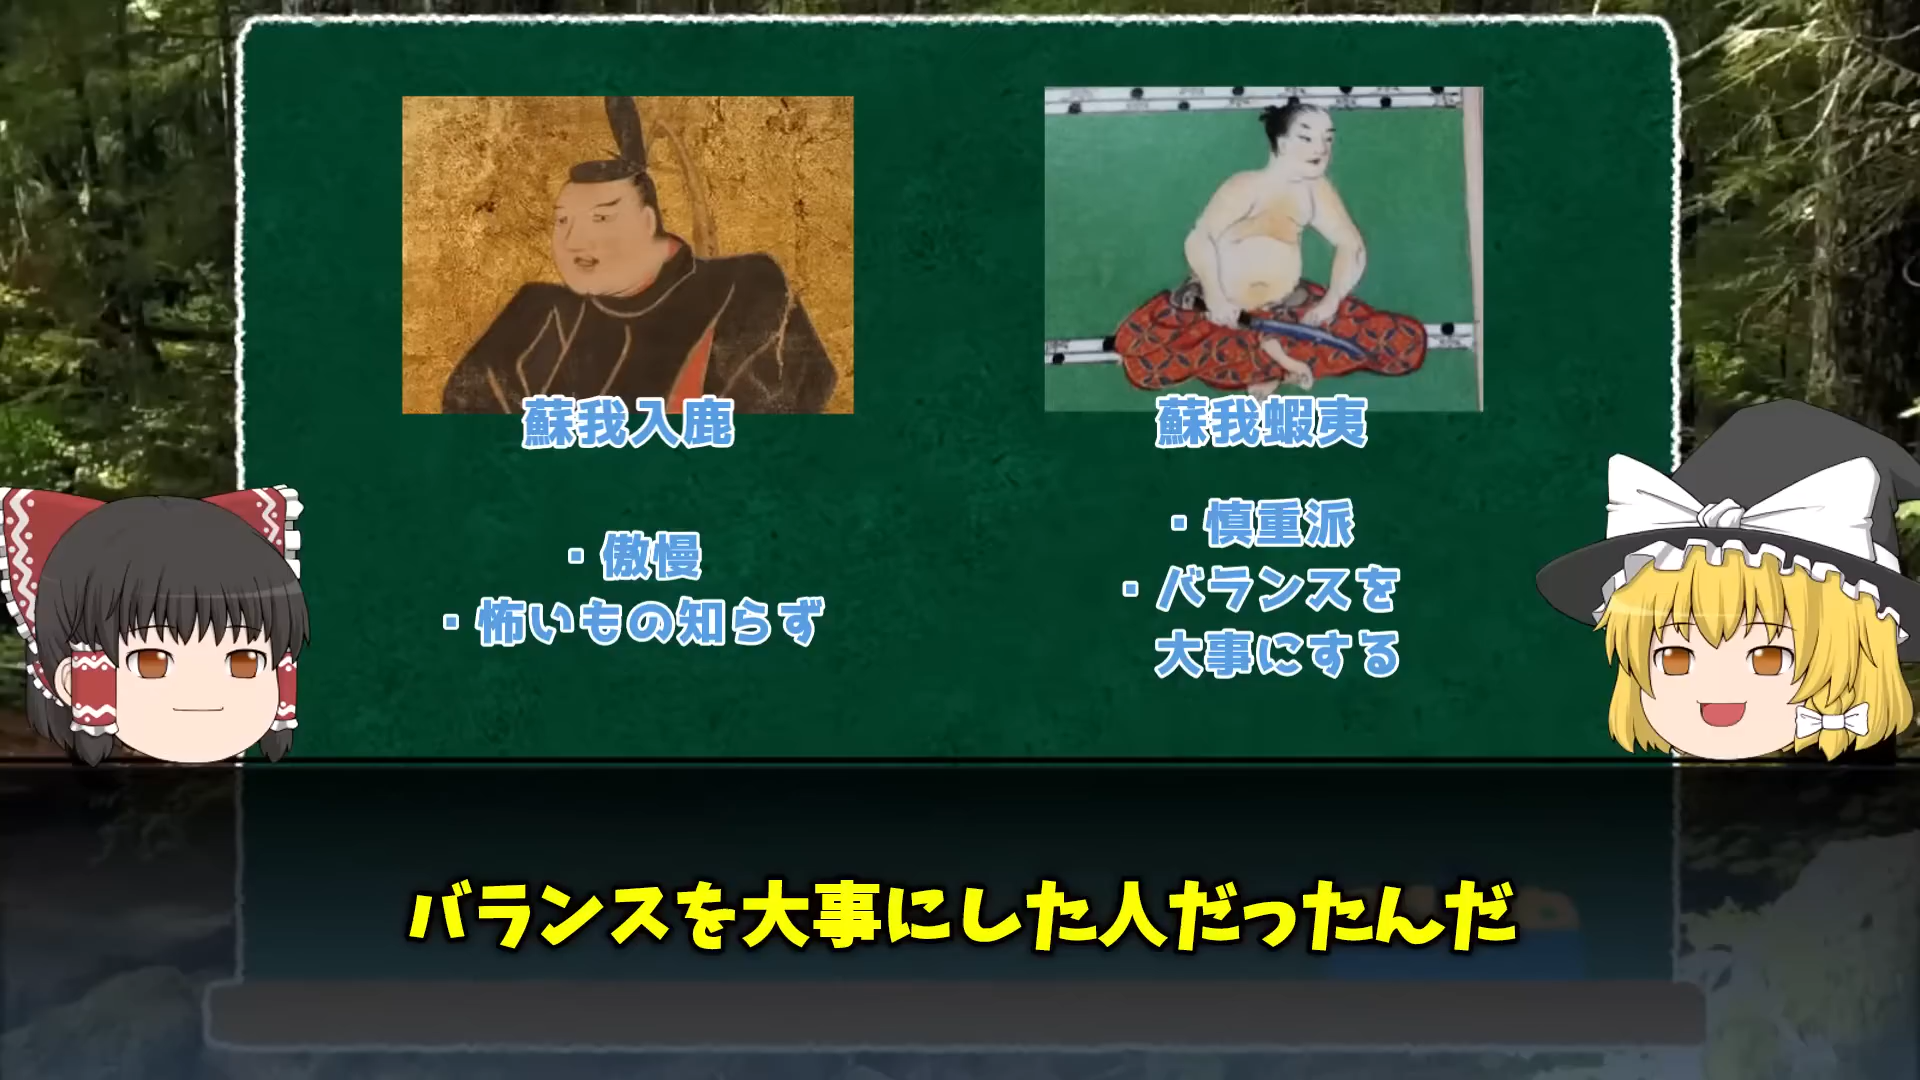 蘇我入鹿
・傲慢
・怖いもの知らず
蘇我蝦夷
・慎重派
・バランスを
大事にする
バランスを大事にした人だったんだ